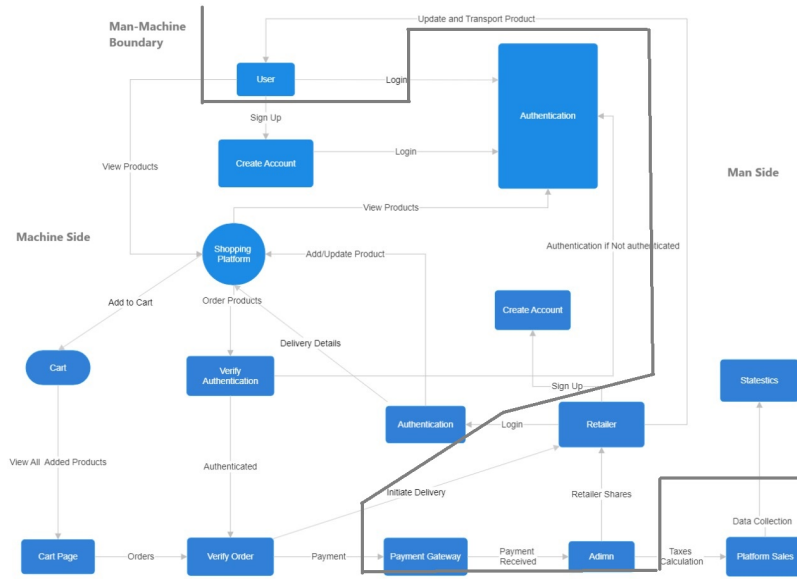 Update and Transport Product
Man-Machine
Boundary
User
Login
Authentication
Sign Up
Create Account
Login
View Products
Man Side
View Products
Machine Side
Shopping
Platform
Add/Update Product
Authentication if Not authenticated
Add to Cart
Order Products
Create Account
Delivery Details
Cart
Verify
Authentication
Statestics
Sign Up
Authentication
Login
Retailer
View All Added Products
Authenticated
Initiate Delivery
Retailer Shares
Data Collection
Cart Page
Orders
Verify Order
Payment
Payment Gateway
Payment
Received
Adimn
Taxes
Calculation
Platform Sales